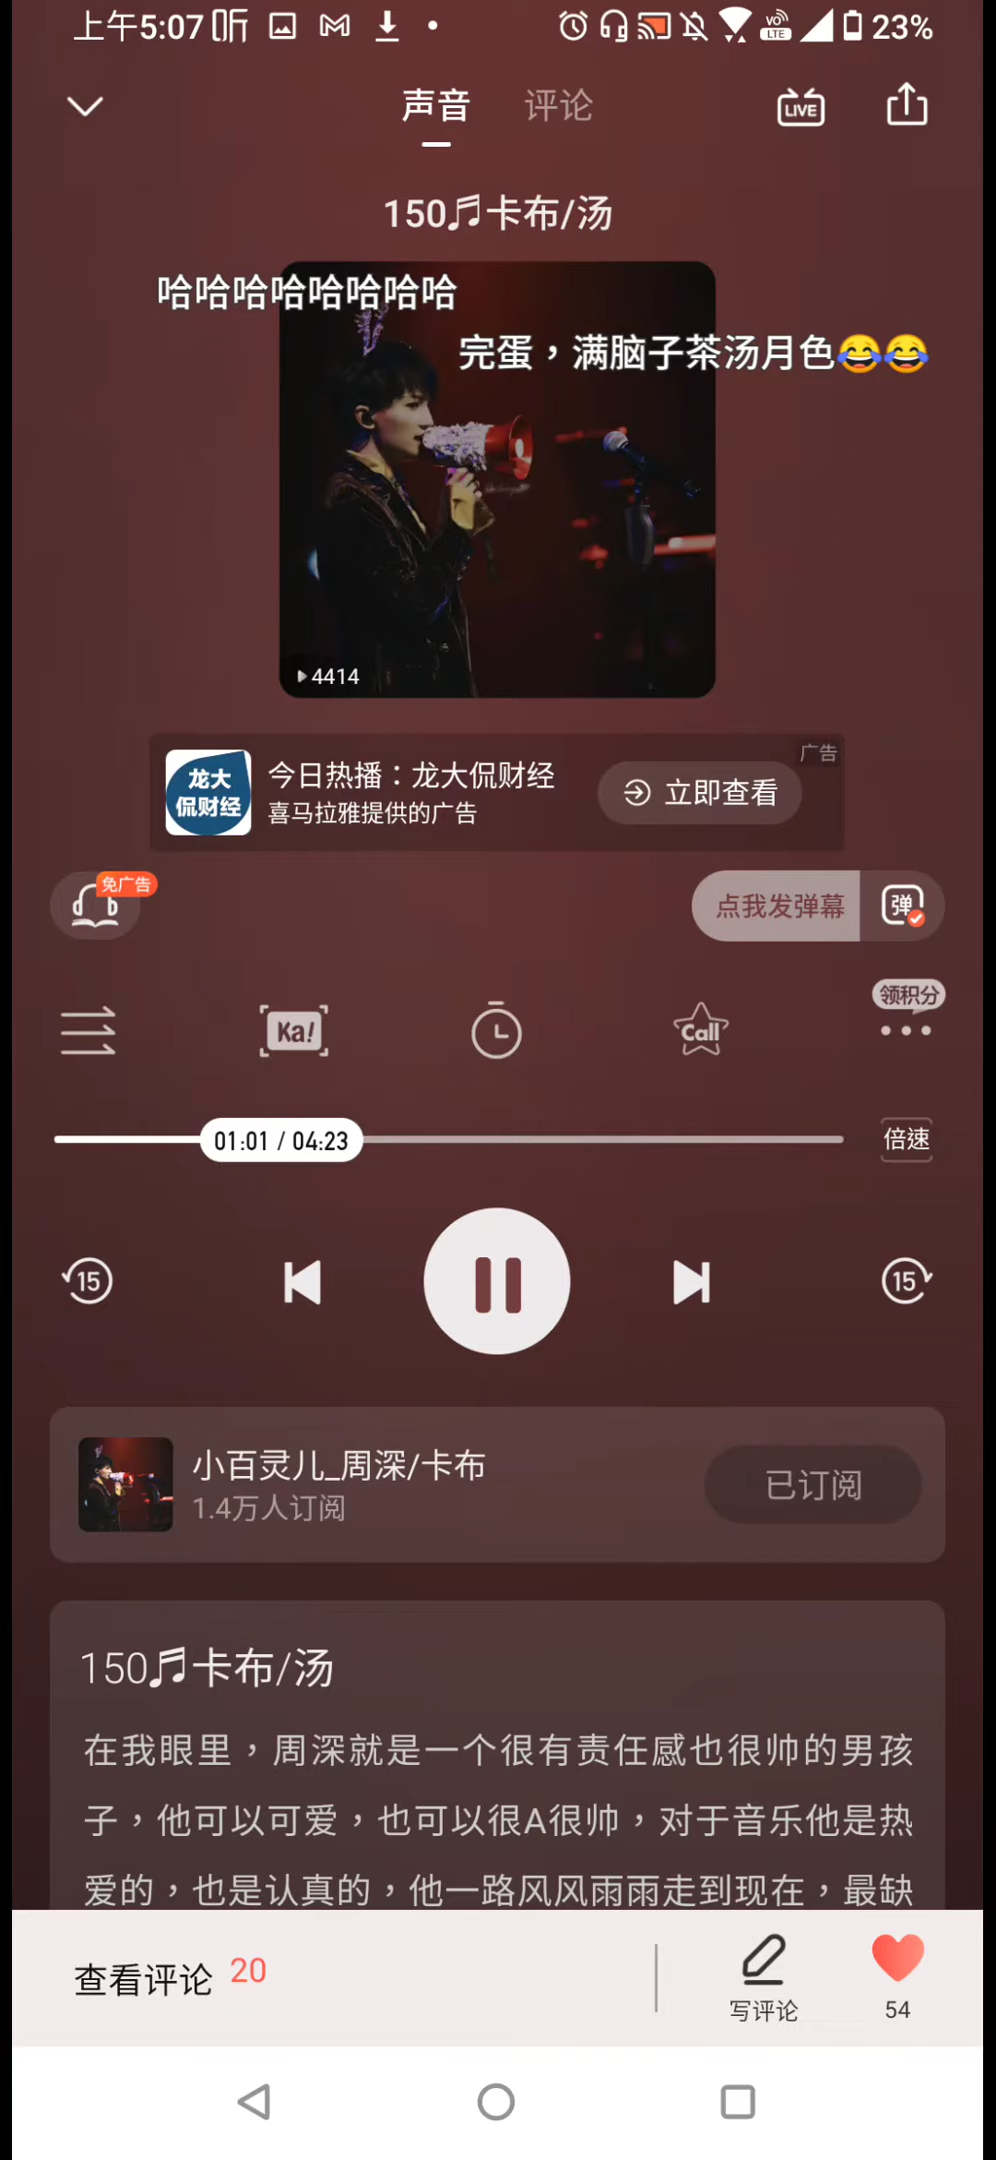 上午5:07 听
VO
LTE
23%
声音 评论
LIVE
150🎵卡布/汤
哈哈哈哈哈哈哈哈
完蛋，满脑子茶汤月色😂😂
4414
广告
龙大
侃财经
今日热播：龙大侃财经
喜马拉雅提供的广告
立即查看
免广告
点我发弹幕
弹
领积分
Ka!
Call
01:01 / 04:23
倍速
15
15
小百灵儿_周深/卡布
1.4万人订阅
已订阅
150🎵卡布/汤
在我眼里，周深就是一个很有责任感也很帅的男孩
子，他可以可爱，也可以很A很帅，对于音乐他是热
爱的，也是认真的，他一路风风雨雨走到现在，最缺
查看评论 20
写评论
54